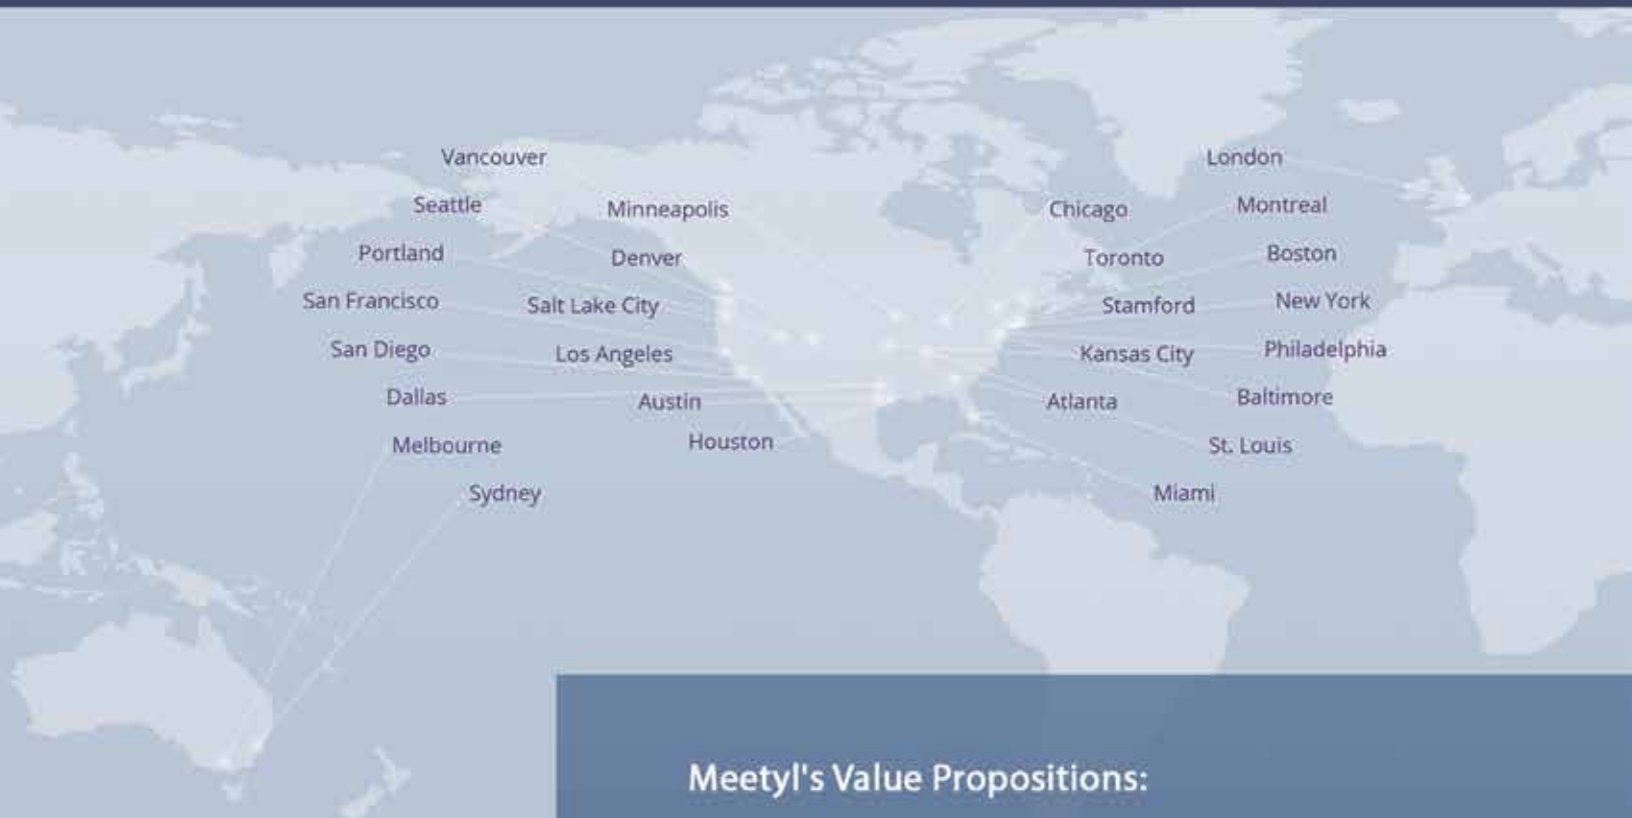 Vancouver
London
Seattle
Minneapolis
Chicago
Montreal
Portland
Denver
Toronto
Boston
San Francisco
Salt Lake City
Stamford
New York
San Diego
Los Angeles
Kansas City
Philadelphia
Dallas
Austin
Atlanta
Baltimore
Melbourne
Houston
St. Louis
Sydney
Miami
Meetyl's Value Propositions: